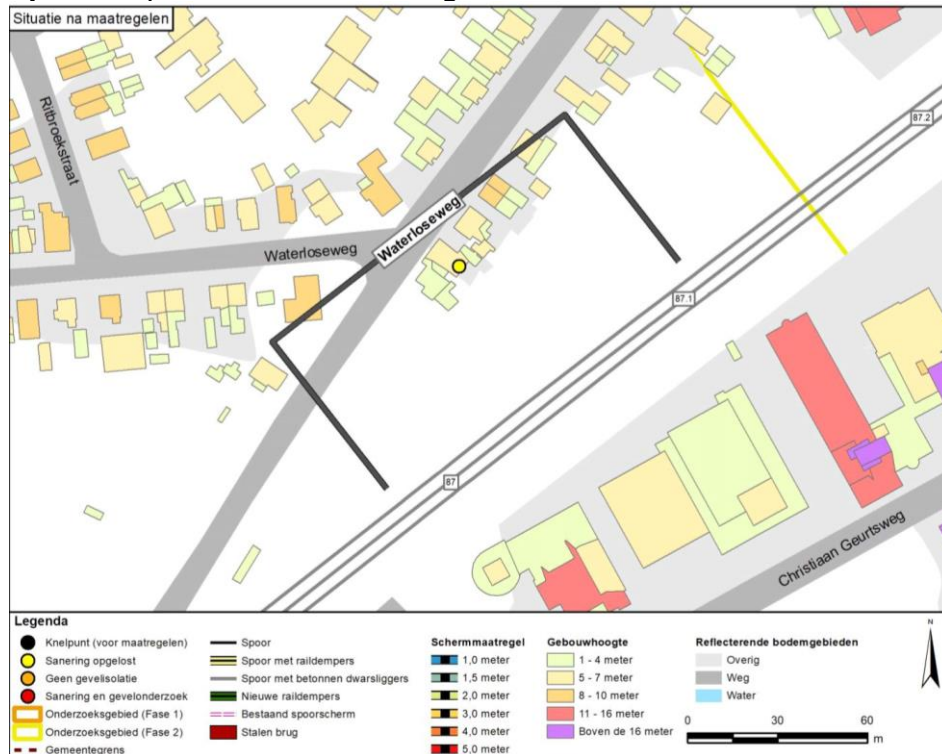 Situatie na maatregelen
Ritbroekstraat
87.2
Waterloseweg
Waterloseweg
87.1
87
Christiaan Geurtsweg
Legenda
Knelpunt (voor maatregelen)
Sanering opgelost
Geen gevelisolatie
Sanering en gevelonderzoek
Onderzoeksgebied (Fase 1)
Onderzoeksgebied (Fase 2)
Gemeentegrens
Spoor
Spoor met raildempers
Spoor met betonnen dwarsliggers
Nieuwe raildempers
Bestaand spoorscherm
Stalen brug
Schermmaatregel
1,0 meter
1,5 meter
2,0 meter
3,0 meter
4,0 meter
5,0 meter
Gebouwhoogte
1 - 4 meter
5 - 7 meter
8 - 10 meter
11 - 16 meter
Boven de 16 meter
Reflecterende bodemgebieden
Overig
Weg
Water
N
0 30 60
m